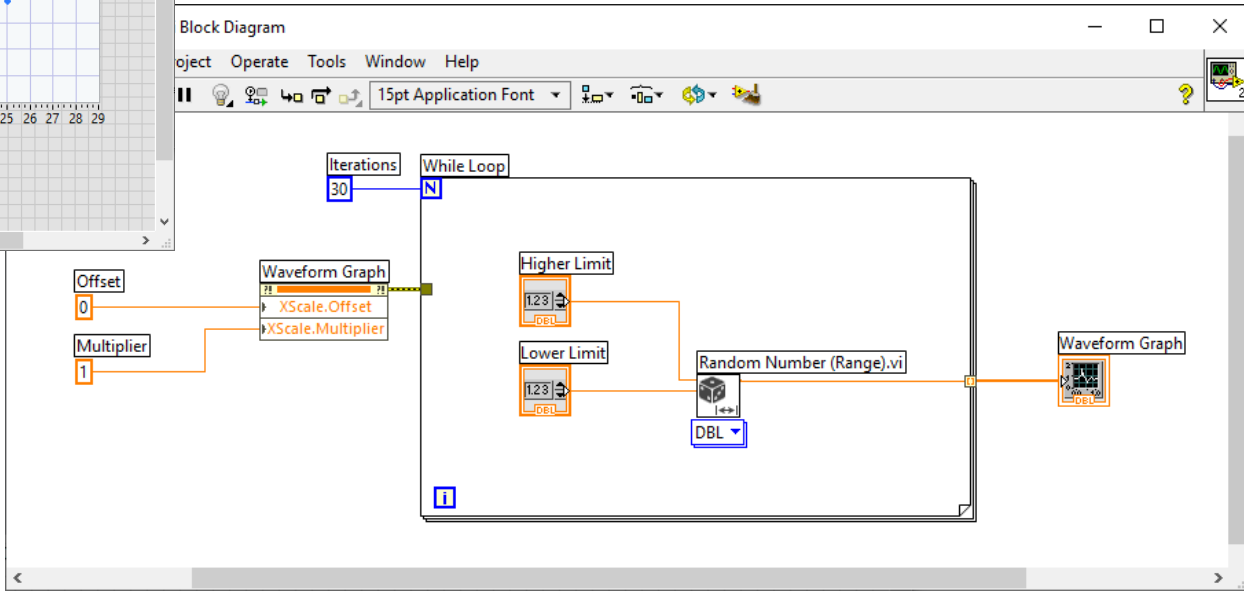 Block Diagram
oject Operate Tools Window Help
15pt Application Font
2
25 26 27 28 29
Iterations
30
While Loop
N
Higher Limit
1.23
DBL
Waveform Graph
?! ?!
XScale.Offset
XScale.Multiplier
Offset
0
Multiplier
1
Lower Limit
1.23
DBL
Random Number (Range).vi
DBL
Waveform Graph
DBL
i